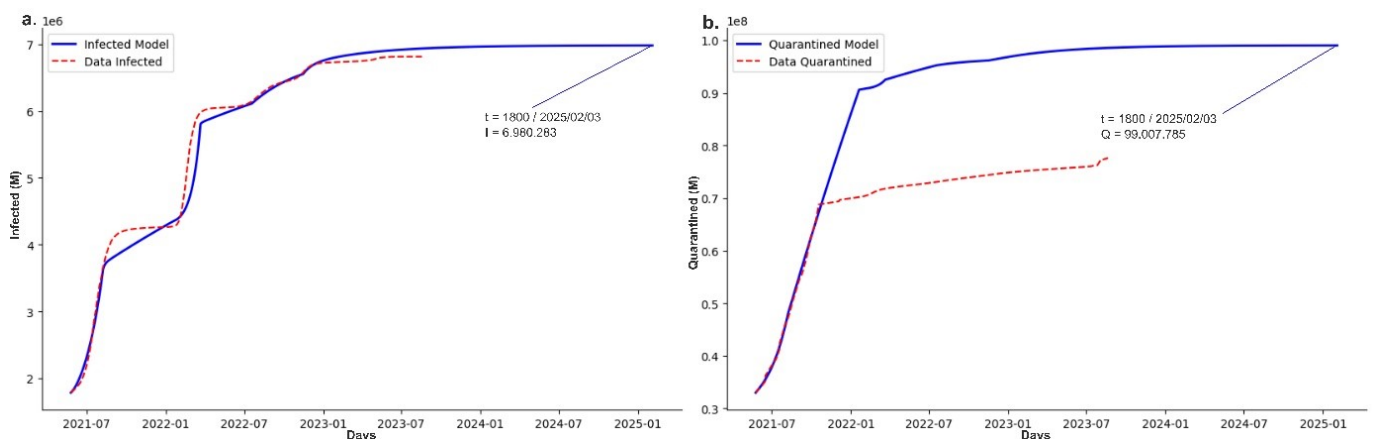 a. 1e6
Infected Model
Data Infected
7
6
5
4
3
2
Infected (M)
t = 1800 / 2025/02/03
I = 6.980.283
2021-07 2022-01 2022-07 2023-01 2023-07 2024-01 2024-07 2025-01
Days
b. 1e8
Quarantined Model
Data Quarantined
1.0
0.9
0.8
0.7
0.6
0.5
0.4
0.3
Quarantined (M)
t = 1800 / 2025/02/03
Q = 99.007.785
2021-07 2022-01 2022-07 2023-01 2023-07 2024-01 2024-07 2025-01
Days